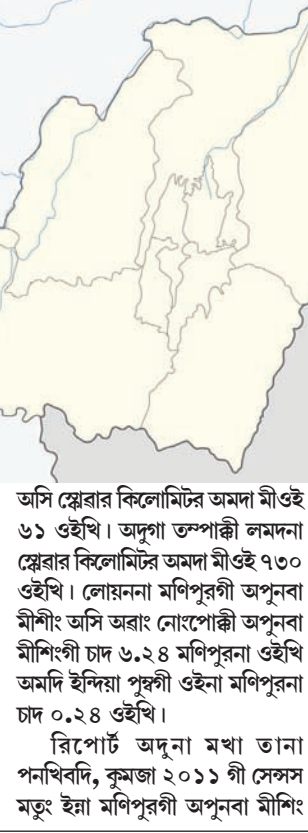 অসি স্কোৱার কিলোমিটর অমদা মীওই
৬১ ওইখি। অদুগা তম্পাক্কী লমদনা
স্কোৱার কিলোমিটর অমদা মীওই ৭৩০
ওইখি। লোয়ননা মণিপুরগী অপুনবা
মীশীং অসি অৱাং নোংপোক্কী অপুনবা
মীশিংগী চাদ ৬.২৪ মণিপুরনা ওইখি
অমদি ইন্দিয়া পুম্বগী ওইনা মণিপুরনা
চাদ ০.২৪ ওইখি।
রিপোর্ট অদুনা মখা তানা
পনখিবদি, কুমজা ২০১১ গী সেন্সস
মতুং ইন্না মণিপুরগী অপুনবা মীশিং